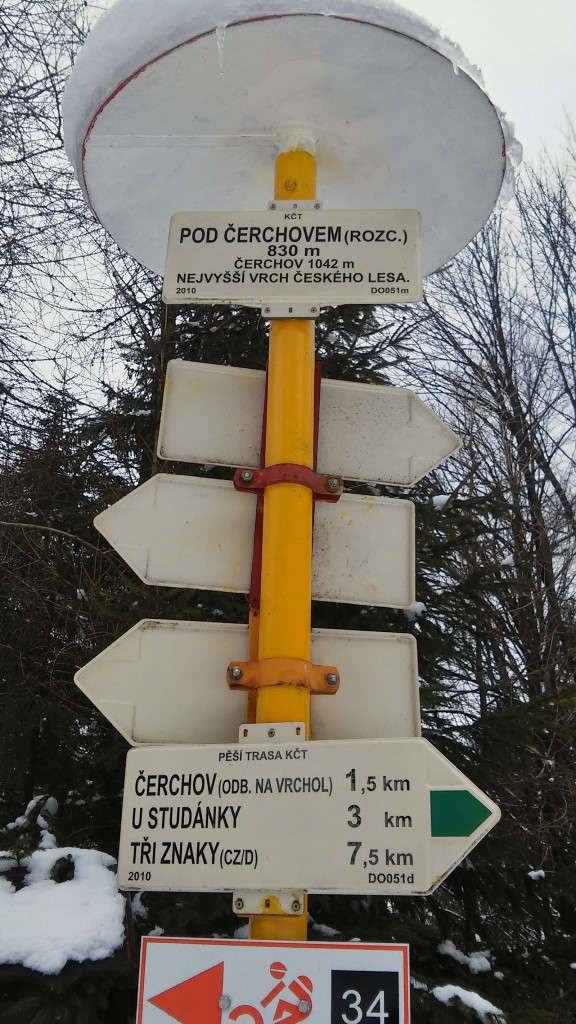 KČT
POD ČERCHOVEM (ROZC.)
830 m
ČERCHOV 1042 m
NEJVYŠŠÍ VRCH ČESKÉHO LESA.
2010 DO051m
PĚŠÍ TRASA KČT
ČERCHOV (ODB. NA VRCHOL) 1,5 km
U STUDÁNKY 3 km
TŘI ZNAKY (CZ/D) 7,5 km
2010 DO051d
34